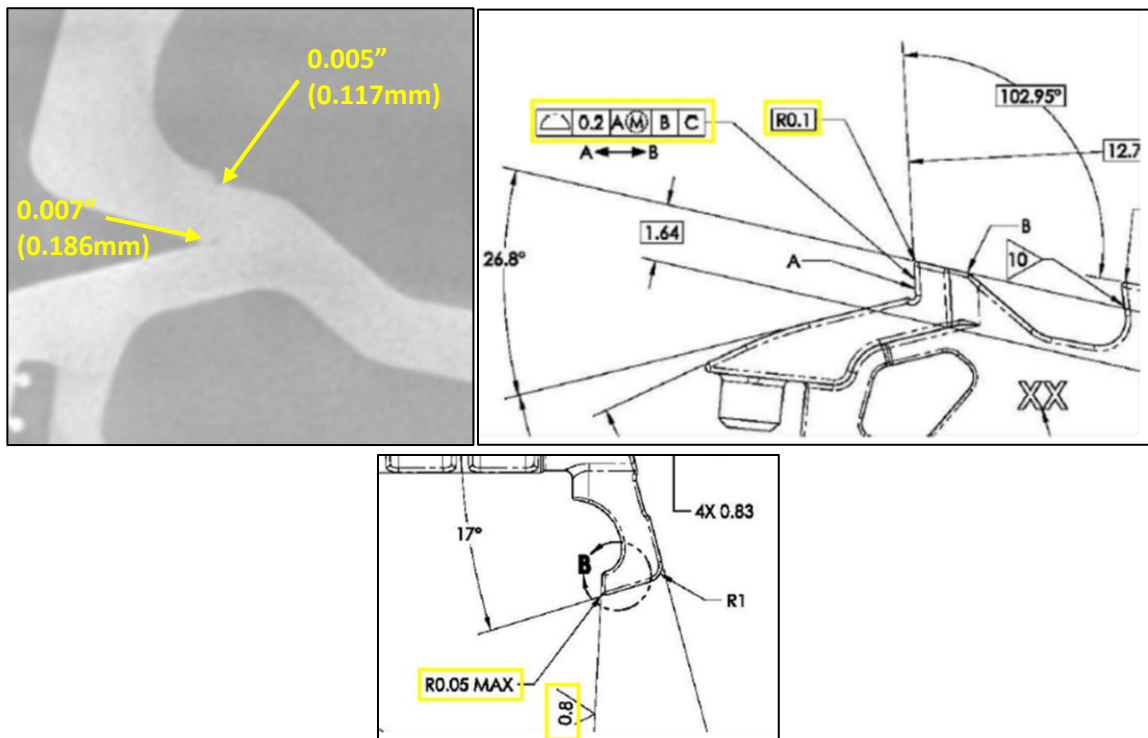 0.005”
(0.117mm)
0.007”
(0.186mm)
⌓ 0.2 AⓂ B C
A ↔ B
R0.1
102.95°
12.7
1.64
26.8°
A
B
10
XX
17°
4X 0.83
B
R1
R0.05 MAX
0.8